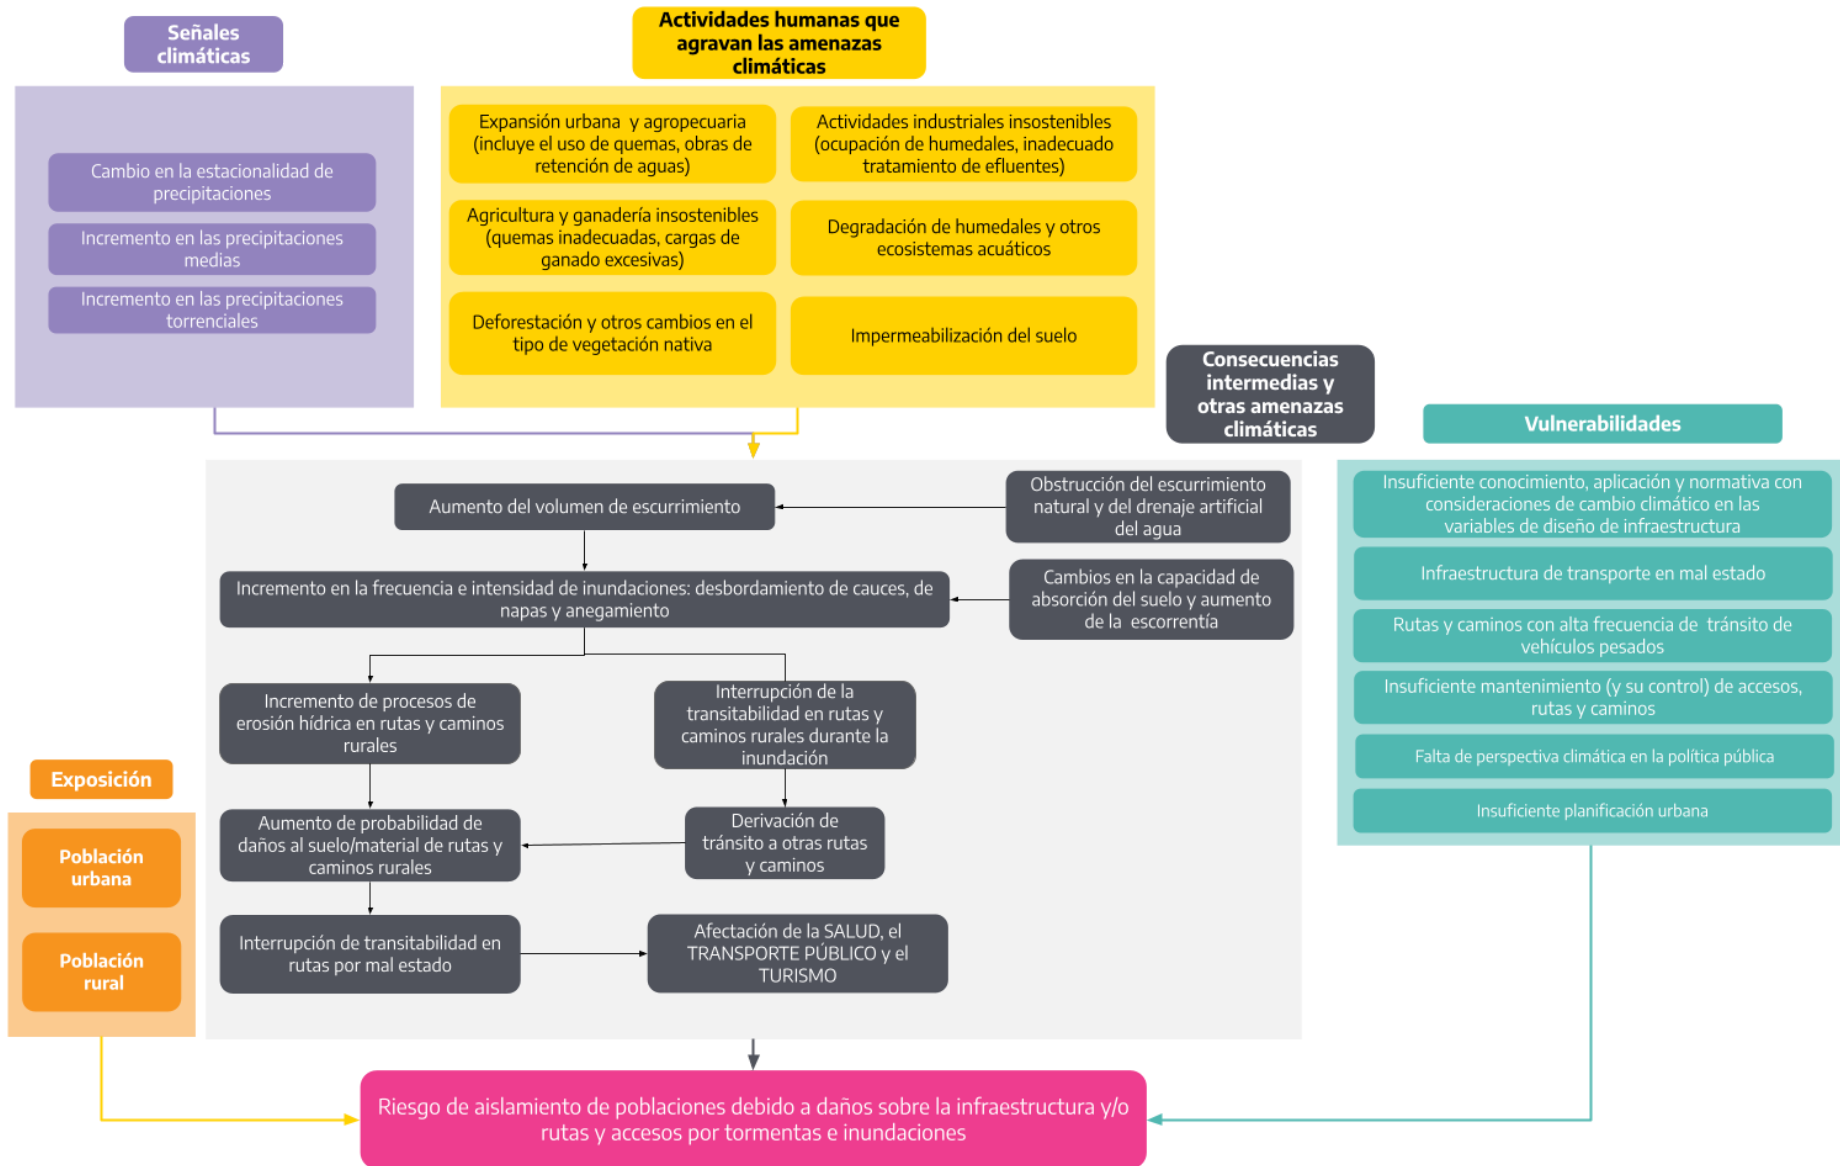 Señales
climáticas
Cambio en la estacionalidad de
precipitaciones
Incremento en las precipitaciones
medias
Incremento en las precipitaciones
torrenciales
Actividades humanas que
agravan las amenazas
climáticas
Expansión urbana y agropecuaria
(incluye el uso de quemas, obras de
retención de aguas)
Actividades industriales insostenibles
(ocupación de humedales, inadecuado
tratamiento de efluentes)
Agricultura y ganadería insostenibles
(quemas inadecuadas, cargas de
ganado excesivas)
Degradación de humedales y otros
ecosistemas acuáticos
Deforestación y otros cambios en el
tipo de vegetación nativa
Impermeabilización del suelo
Consecuencias
intermedias y
otras amenazas
climáticas
Aumento del volumen de escurrimiento
Obstrucción del escurrimiento
natural y del drenaje artificial
del agua
Incremento en la frecuencia e intensidad de inundaciones: desbordamiento de cauces, de
napas y anegamiento
Cambios en la capacidad de
absorción del suelo y aumento
de la escorrentía
Incremento de procesos de
erosión hídrica en rutas y caminos
rurales
Interrupción de la
transitabilidad en rutas y
caminos rurales durante la
inundación
Aumento de probabilidad de
daños al suelo/material de rutas y
caminos rurales
Derivación de
tránsito a otras rutas
y caminos
Interrupción de transitabilidad en
rutas por mal estado
Afectación de la SALUD, el
TRANSPORTE PÚBLICO y el
TURISMO
Vulnerabilidades
Insuficiente conocimiento, aplicación y normativa con
consideraciones de cambio climático en las
variables de diseño de infraestructura
Infraestructura de transporte en mal estado
Rutas y caminos con alta frecuencia de tránsito de
vehículos pesados
Insuficiente mantenimiento (y su control) de accesos,
rutas y caminos
Falta de perspectiva climática en la política pública
Insuficiente planificación urbana
Exposición
Población
urbana
Población
rural
Riesgo de aislamiento de poblaciones debido a daños sobre la infraestructura y/o
rutas y accesos por tormentas e inundaciones